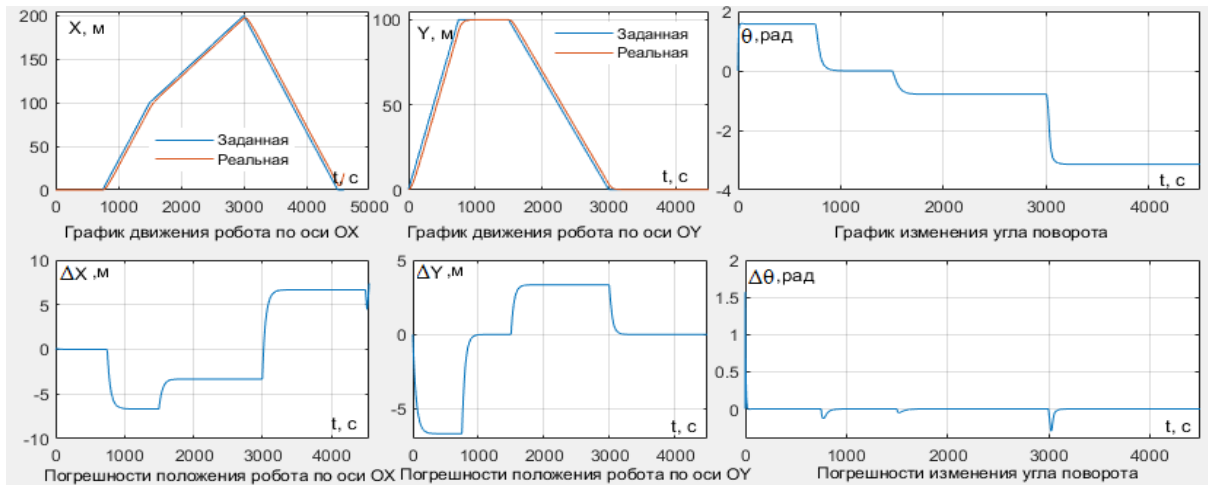 X, м
200
150
100
50
0
Заданная
Реальная
t, с
0 1000 2000 3000 4000 5000
График движения робота по оси OX
Y, м
100
50
0
Заданная
Реальная
t, с
0 1000 2000 3000 4000
График движения робота по оси OY
θ,рад
2
0
-2
-4
t, с
0 1000 2000 3000 4000
График изменения угла поворота
ΔX ,м
10
5
0
-5
-10
t, с
0 1000 2000 3000 4000
Погрешности положения робота по оси OX
ΔY ,м
5
0
-5
t, с
0 1000 2000 3000 4000
Погрешности положения робота по оси OY
Δθ,рад
2
1.5
1
0.5
0
t, с
0 1000 2000 3000 4000
Погрешности изменения угла поворота